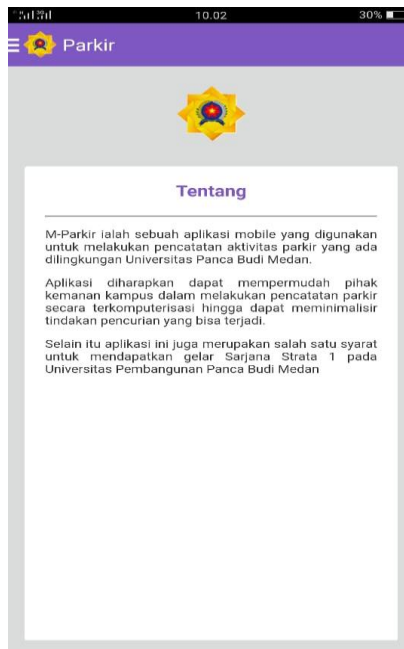 10.02
30%
Parkir
Tentang
M-Parkir ialah sebuah aplikasi mobile yang digunakan
untuk melakukan pencatatan aktivitas parkir yang ada
dilingkungan Universitas Panca Budi Medan.
Aplikasi diharapkan dapat mempermudah pihak
kemanan kampus dalam melakukan pencatatan parkir
secara terkomputerisasi hingga dapat meminimalisir
tindakan pencurian yang bisa terjadi.
Selain itu aplikasi ini juga merupakan salah satu syarat
untuk mendapatkan gelar Sarjana Strata 1 pada
Universitas Pembangunan Panca Budi Medan